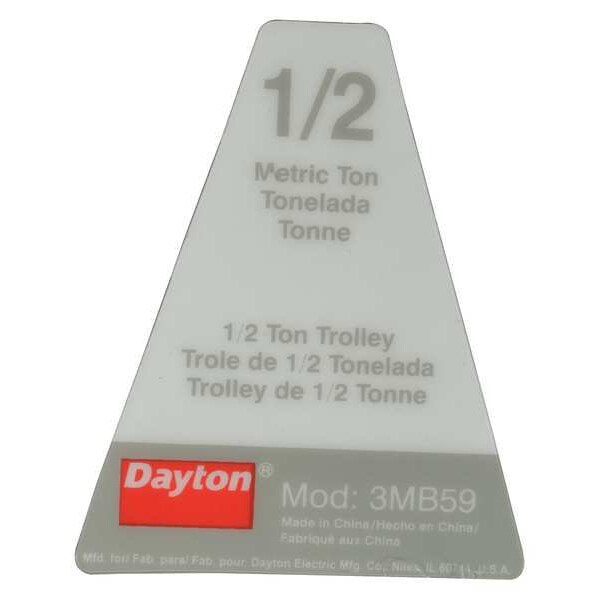 1/2
Metric Ton
Tonelada
Tonne
1/2 Ton Trolley
Trole de 1/2 Tonelada
Trolley de 1/2 Tonne
Dayton®
Mod: 3MB59
Made in China/Hecho en China/
Fabriqué aux China
Mfd. for/ Fab. para/ Fab. pour Dayton Electric Mfg. Co., Niles, IL 60714 U.S.A.